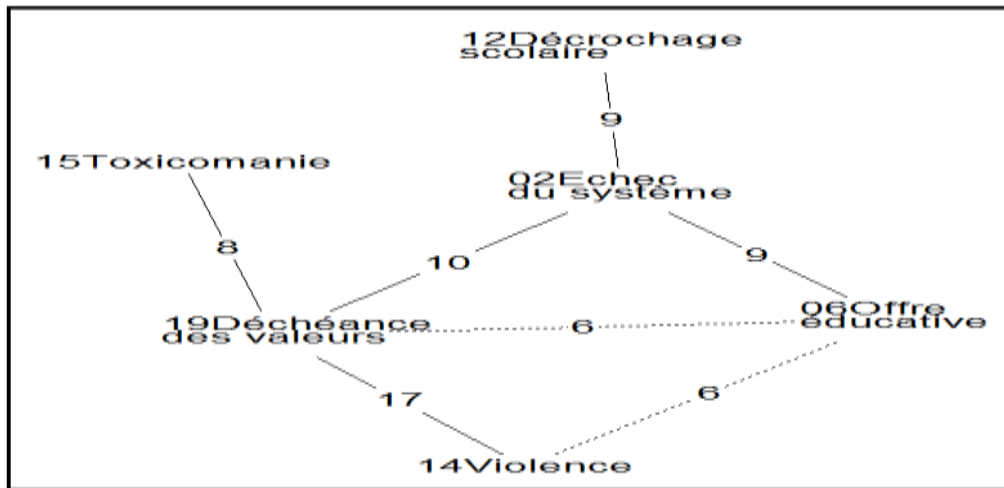 12Décrochage
scolaire
9
15Toxicomanie
02Echec
du système
8
10
9
19Déchéance
des valeurs
6
06Offre
éducative
17
6
14Violence